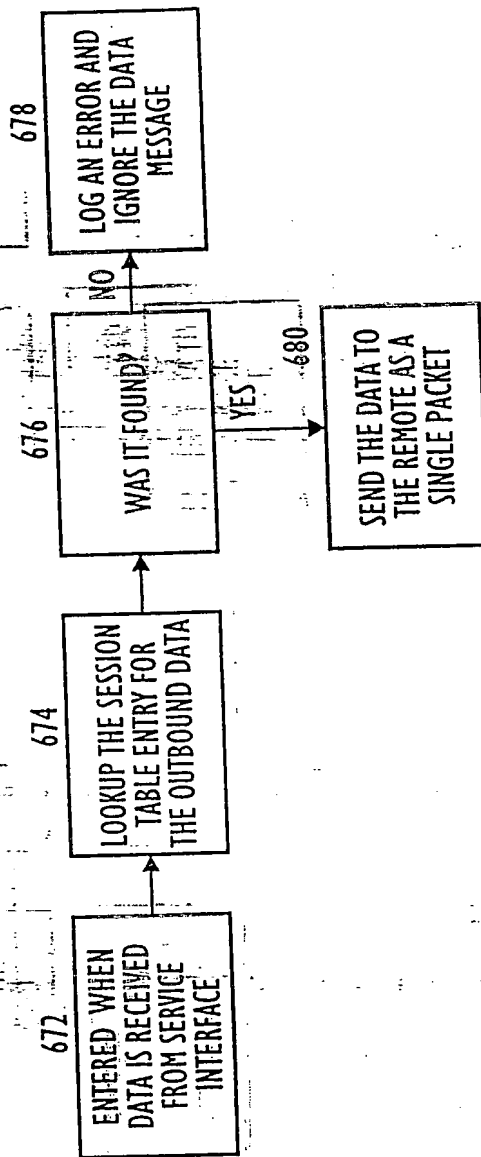 672
ENTERED WHEN
DATA IS RECEIVED
FROM SERVICE
INTERFACE
674
LOOKUP THE SESSION
TABLE ENTRY FOR
THE OUTBOUND DATA
676
WAS IT FOUND?
NO
678
LOG AN ERROR AND
IGNORE THE DATA
MESSAGE
YES
680
SEND THE DATA TO
THE REMOTE AS A
SINGLE PACKET